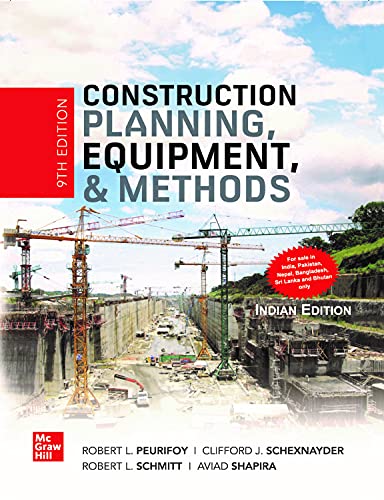 9TH EDITION
CONSTRUCTION
PLANNING,
EQUIPMENT,
& METHODS
For sale in
India, Pakistan,
Nepal, Bangladesh,
Sri Lanka and Bhutan
only
INDIAN EDITION
Mc
Graw
Hill
ROBERT L. PEURIFOY | CLIFFORD J. SCHEXNAYDER
ROBERT L. SCHMITT | AVIAD SHAPIRA